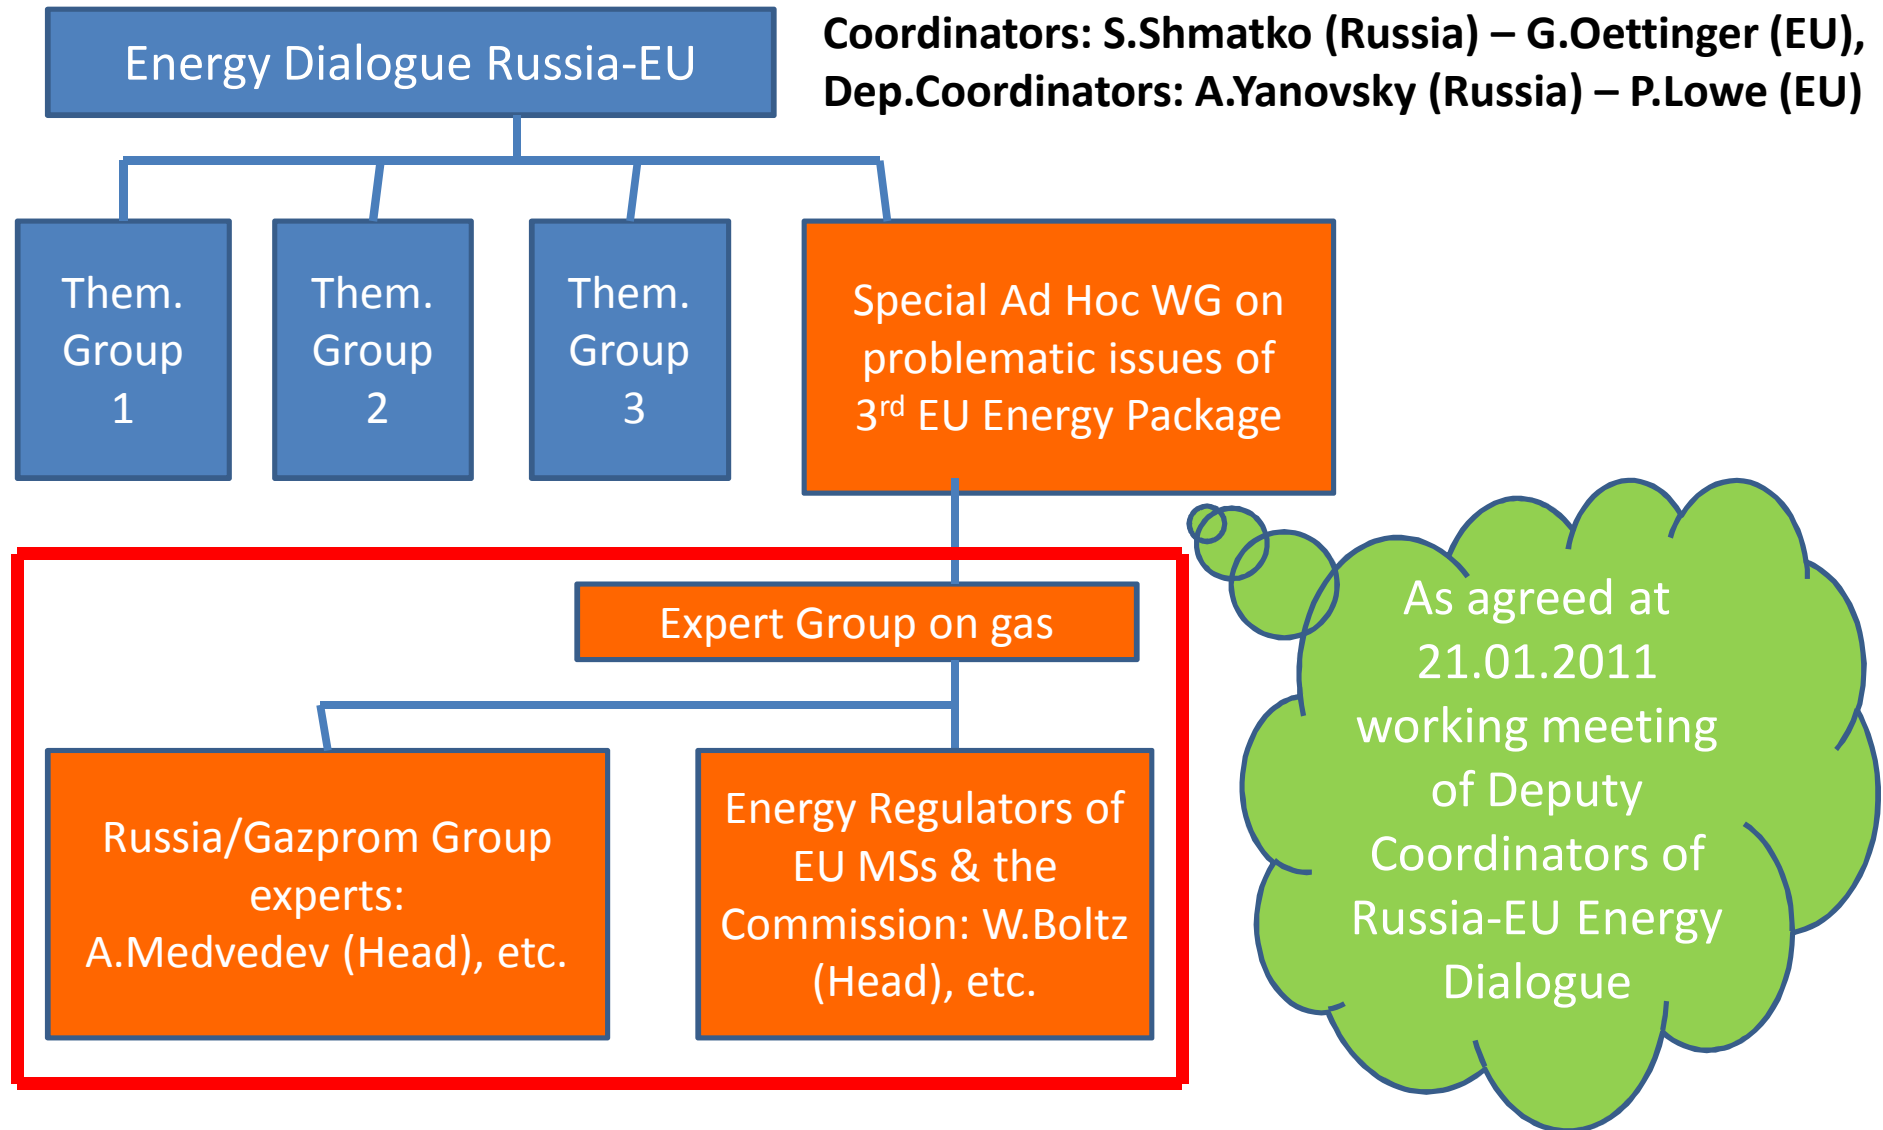 Energy Dialogue Russia-EU
Coordinators: S.Shmatko (Russia) – G.Oettinger (EU),
Dep.Coordinators: A.Yanovsky (Russia) – P.Lowe (EU)
Them.
Group
1
Them.
Group
2
Them.
Group
3
Special Ad Hoc WG on
problematic issues of
3rd EU Energy Package
Expert Group on gas
Russia/Gazprom Group
experts:
A.Medvedev (Head), etc.
Energy Regulators of
EU MSs & the
Commission: W.Boltz
(Head), etc.
As agreed at
21.01.2011
working meeting
of Deputy
Coordinators of
Russia-EU Energy
Dialogue